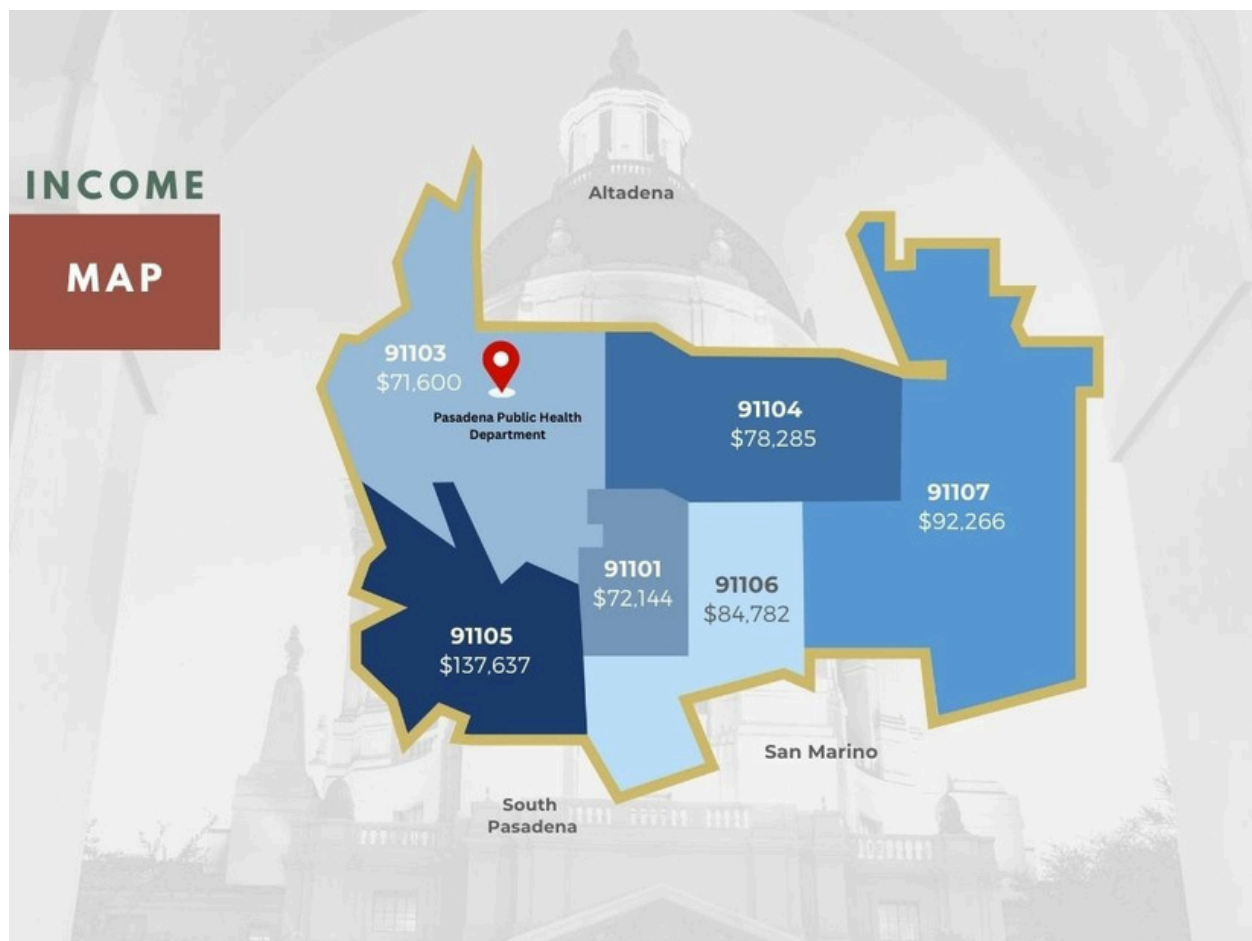 INCOME
MAP
Altadena
91103
$71,600
Pasadena Public Health
Department
91104
$78,285
91107
$92,266
91101
$72,144
91106
$84,782
91105
$137,637
San Marino
South
Pasadena